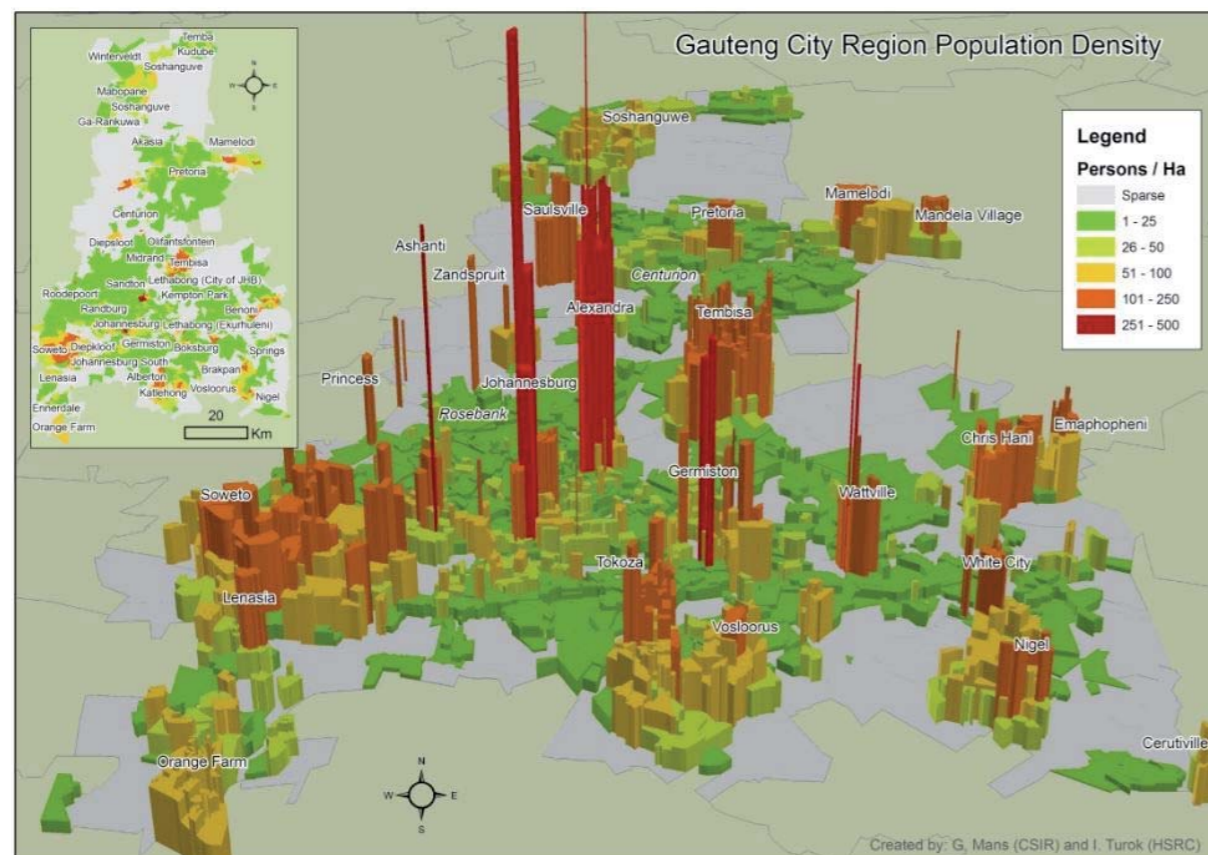 Gauteng City Region Population Density
Temba
Kudube
Winterveldt
Soshanguve
Mabopane
Soshanguve
Ga-Rankuwa
Akasia
Mamelodi
Pretoria
Centurion
Diepsloot
Olifantsfontein
Midrand
Tembisa
Lethabong (City of JHB)
Sandton
Kempton Park
Roodepoort
Randburg
Benoni
Johannesburg
Lethabong (Ekurhuleni)
Soweto
Diepkloof
Germiston
Boksburg
Springs
Johannesburg South
Lenasia
Alberton
Brakpan
Katlehong
Vosloorus
Nigel
Ennerdale
Orange Farm
20
Km
N
W
E
S
Legend
Persons / Ha
Sparse
1 - 25
26 - 50
51 - 100
101 - 250
251 - 500
Soshanguwe
Saulsville
Pretoria
Mamelodi
Mandela Village
Ashanti
Zandspruit
Centurion
Alexandra
Tembisa
Princess
Johannesburg
Rosebank
Emaphopheni
Chris Hani
Germiston
Soweto
Wattville
Tokoza
White City
Lenasia
Vosloorus
Nigel
Cerutiville
Orange Farm
N
W
E
S
Created by: G, Mans (CSIR) and I. Turok (HSRC)